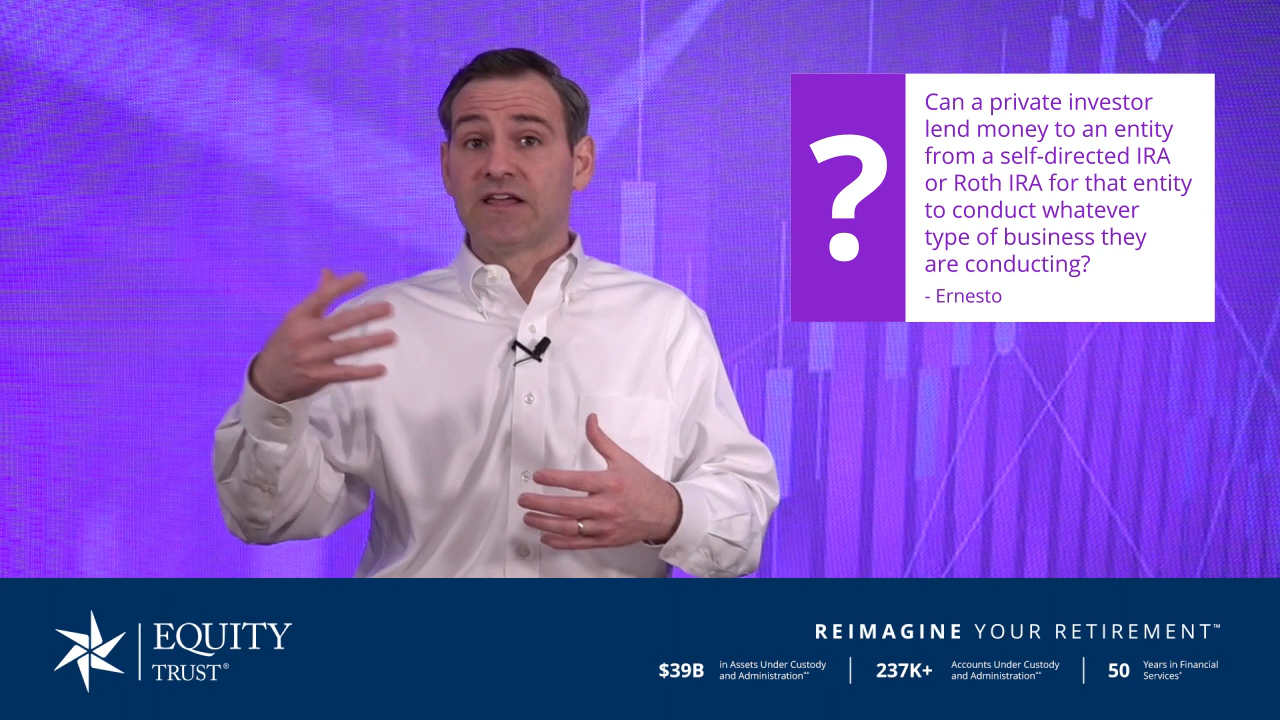 ?
Can a private investor
lend money to an entity
from a self-directed IRA
or Roth IRA for that entity
to conduct whatever
type of business they
are conducting?
- Ernesto
EQUITY
TRUST®
REIMAGINE YOUR RETIREMENT™
$39B in Assets Under Custody
and Administration**
237K+ Accounts Under Custody
and Administration**
50 Years in Financial
Services*